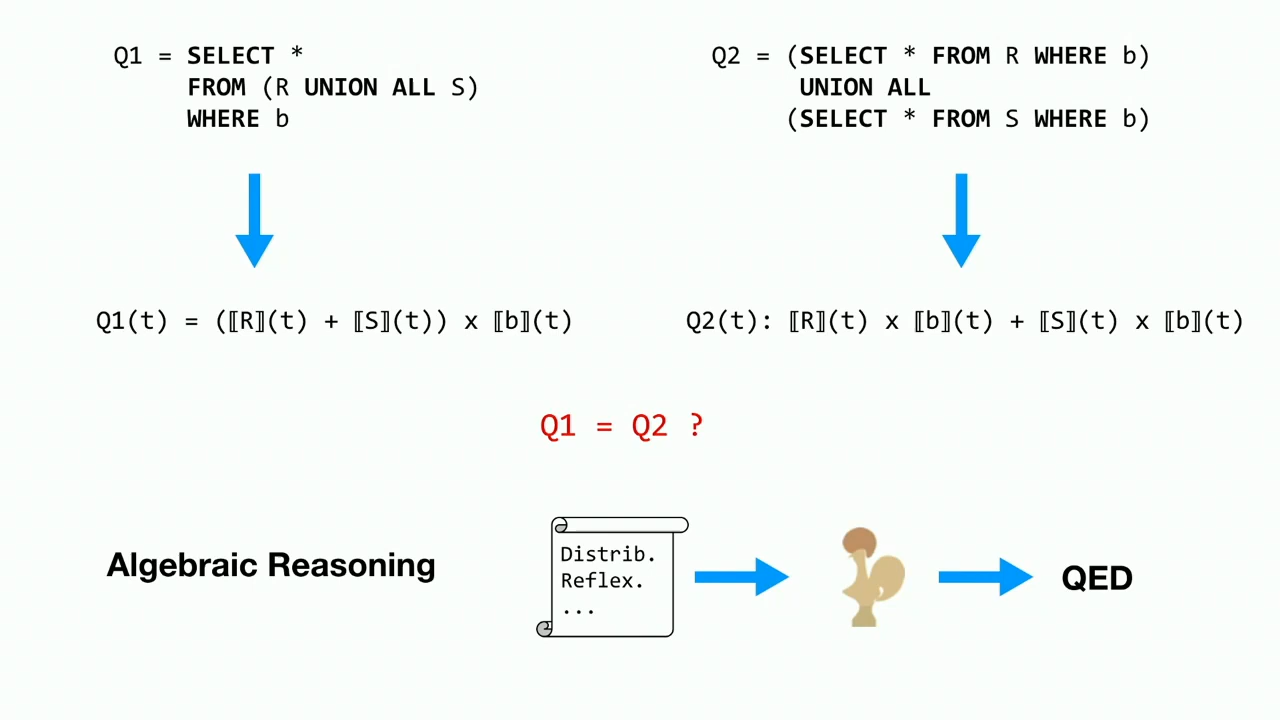 Q1 = SELECT *
FROM (R UNION ALL S)
WHERE b
Q2 = (SELECT * FROM R WHERE b)
UNION ALL
(SELECT * FROM S WHERE b)
Q1(t) = (⟦R⟧(t) + ⟦S⟧(t)) x ⟦b⟧(t)
Q2(t): ⟦R⟧(t) x ⟦b⟧(t) + ⟦S⟧(t) x ⟦b⟧(t)
Q1 = Q2 ?
Algebraic Reasoning
Distrib.
Reflex.
...
QED